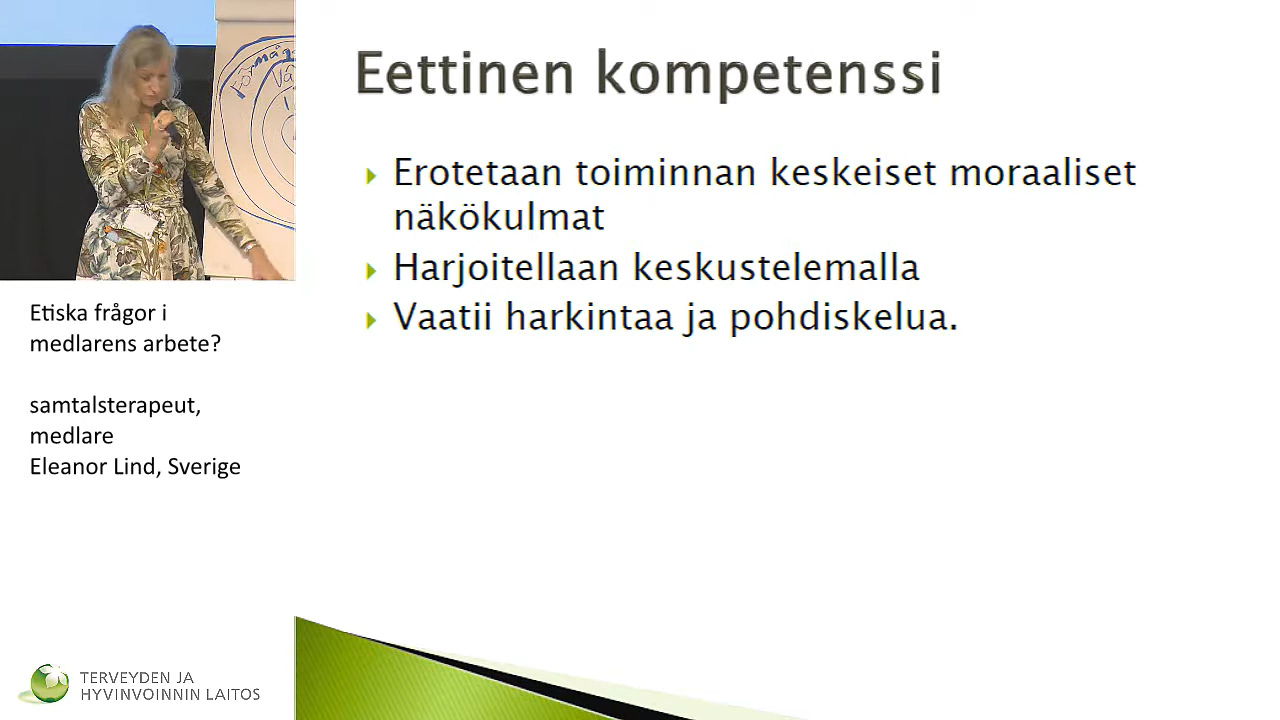 Eettinen kompetenssi
Erotetaan toiminnan keskeiset moraaliset
näkökulmat
Harjoitellaan keskustelemalla
Vaatii harkintaa ja pohdiskelua.
Etiska frågor i
medlarens arbete?
samtalsterapeut,
medlare
Eleanor Lind, Sverige
TERVEYDEN JA
HYVINVOINNIN LAITOS